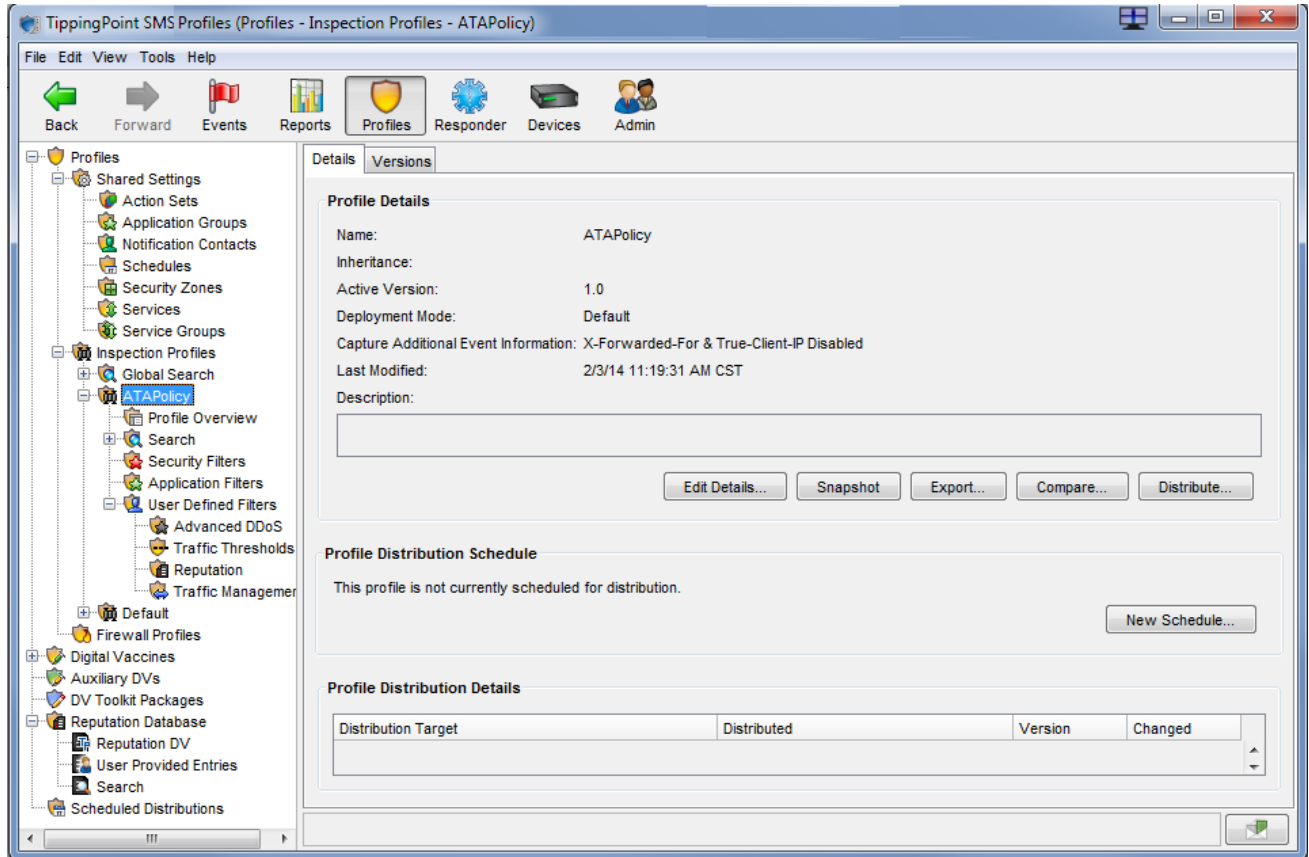 TippingPoint SMS Profiles (Profiles - Inspection Profiles - ATAPolicy)
File Edit View Tools Help
Back Forward Events Reports Profiles Responder Devices Admin
Profiles
Shared Settings
Action Sets
Application Groups
Notification Contacts
Schedules
Security Zones
Services
Service Groups
Inspection Profiles
Global Search
ATAPolicy
Profile Overview
Search
Security Filters
Application Filters
User Defined Filters
Advanced DDoS
Traffic Thresholds
Reputation
Traffic Managemer
Default
Firewall Profiles
Digital Vaccines
Auxiliary DVs
DV Toolkit Packages
Reputation Database
Reputation DV
User Provided Entries
Search
Scheduled Distributions
Details Versions
Profile Details
Name: ATAPolicy
Inheritance:
Active Version: 1.0
Deployment Mode: Default
Capture Additional Event Information: X-Forwarded-For & True-Client-IP Disabled
Last Modified: 2/3/14 11:19:31 AM CST
Description:
Edit Details... Snapshot Export... Compare... Distribute...
Profile Distribution Schedule
This profile is not currently scheduled for distribution.
New Schedule...
Profile Distribution Details
Distribution Target Distributed Version Changed